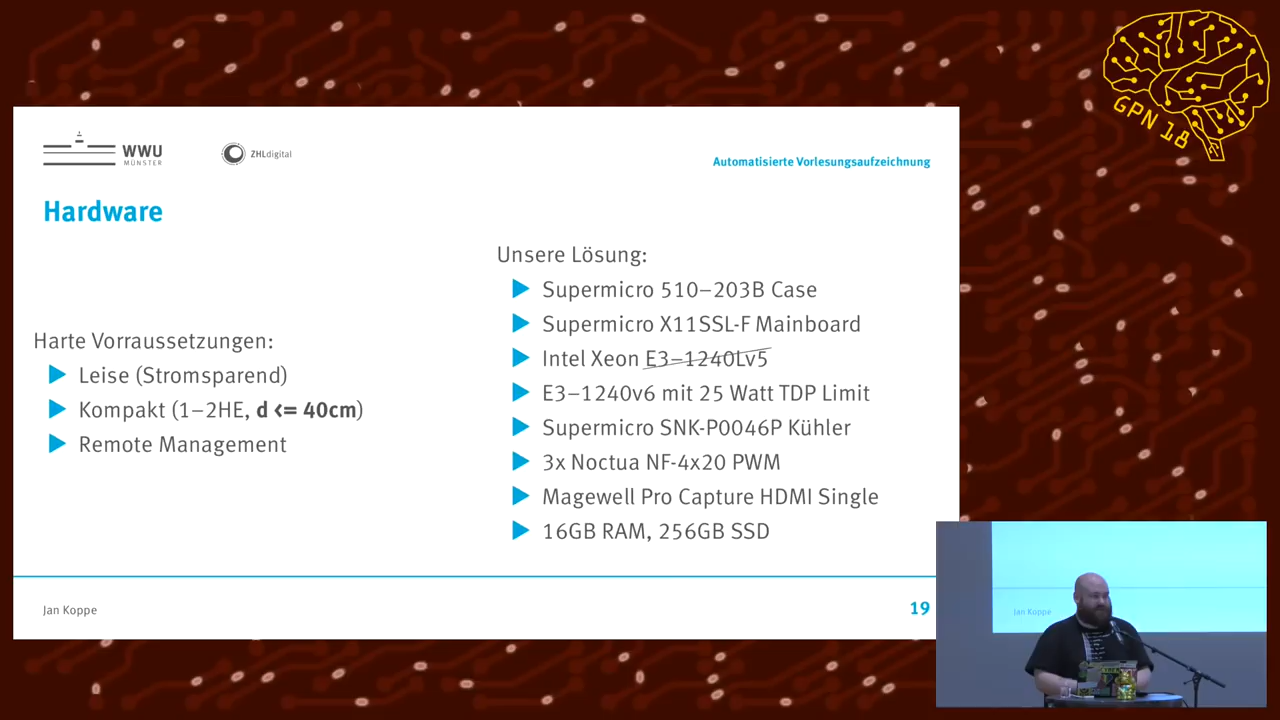 GPN 18
WWU
MÜNSTER
ZHLdigital
Automatisierte Vorlesungsaufzeichnung
Hardware
Harte Vorraussetzungen:
Leise (Stromsparend)
Kompakt (1–2HE, d <= 40cm)
Remote Management
Unsere Lösung:
Supermicro 510–203B Case
Supermicro X11SSL-F Mainboard
Intel Xeon E3–1240Lv5
E3–1240v6 mit 25 Watt TDP Limit
Supermicro SNK-P0046P Kühler
3x Noctua NF-4x20 PWM
Magewell Pro Capture HDMI Single
16GB RAM, 256GB SSD
Jan Koppe
19
Jan Koppe